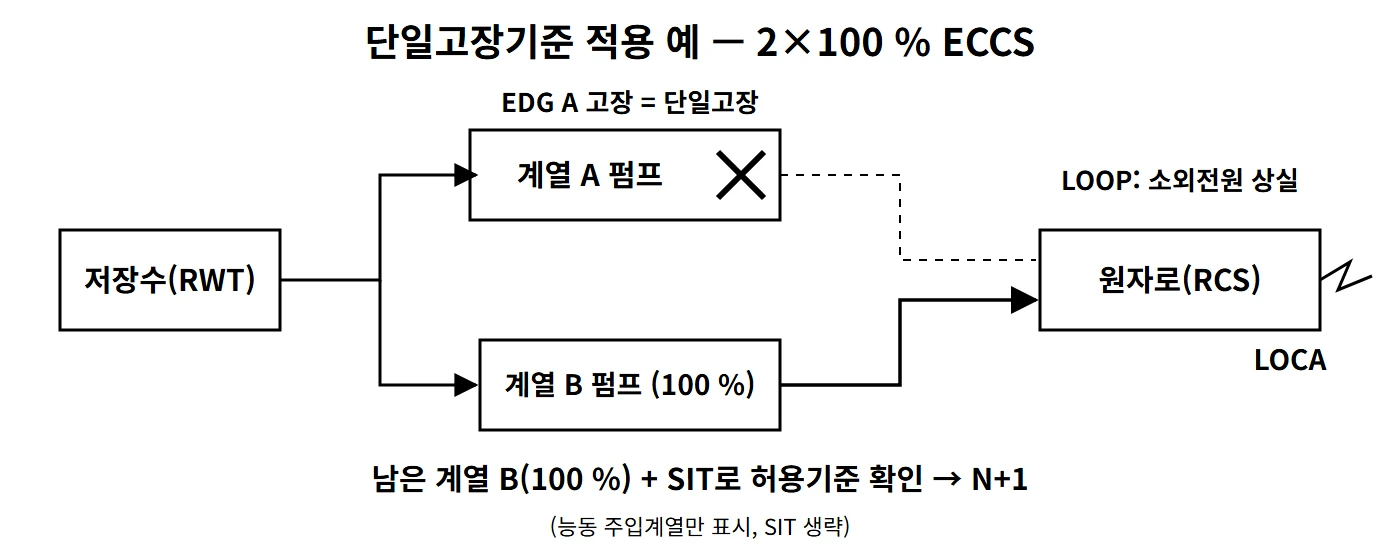 단일고장기준 적용 예 — 2×100 % ECCS
EDG A 고장 = 단일고장
계열 A 펌프
LOOP: 소외전원 상실
저장수(RWT)
원자로(RCS)
LOCA
계열 B 펌프 (100 %)
남은 계열 B(100 %) + SIT로 허용기준 확인 → N+1
(능동 주입계열만 표시, SIT 생략)